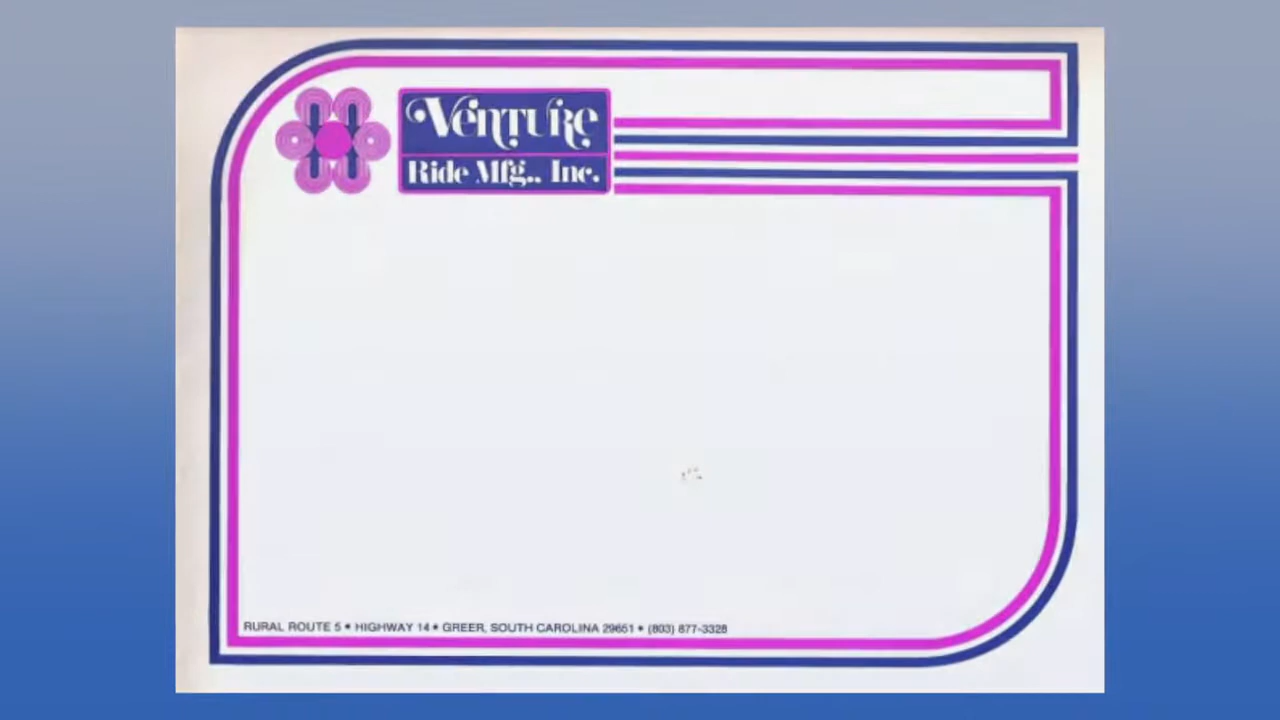 Venture
Ride Mfg., Inc.
RURAL ROUTE 5 • HIGHWAY 14 • GREER, SOUTH CAROLINA 29651 • (803) 877-3328